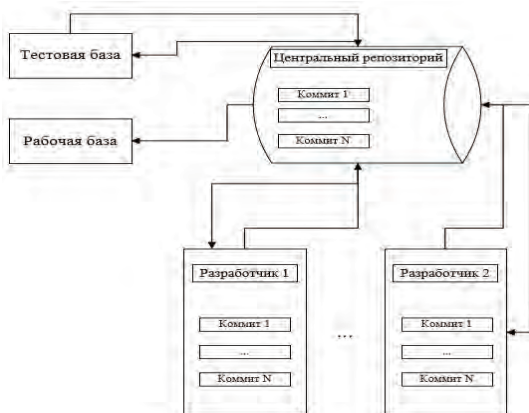 Тестовая база
Центральный репозиторий
Коммит 1
...
Рабочая база
Коммит N
Разработчик 1
Разработчик 2
Коммит 1
...
Коммит N
...
Коммит 1
...
Коммит N